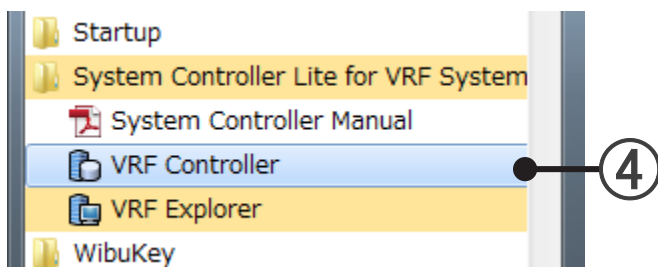 Startup
System Controller Lite for VRF System
System Controller Manual
VRF Controller
④
VRF Explorer
WibuKey